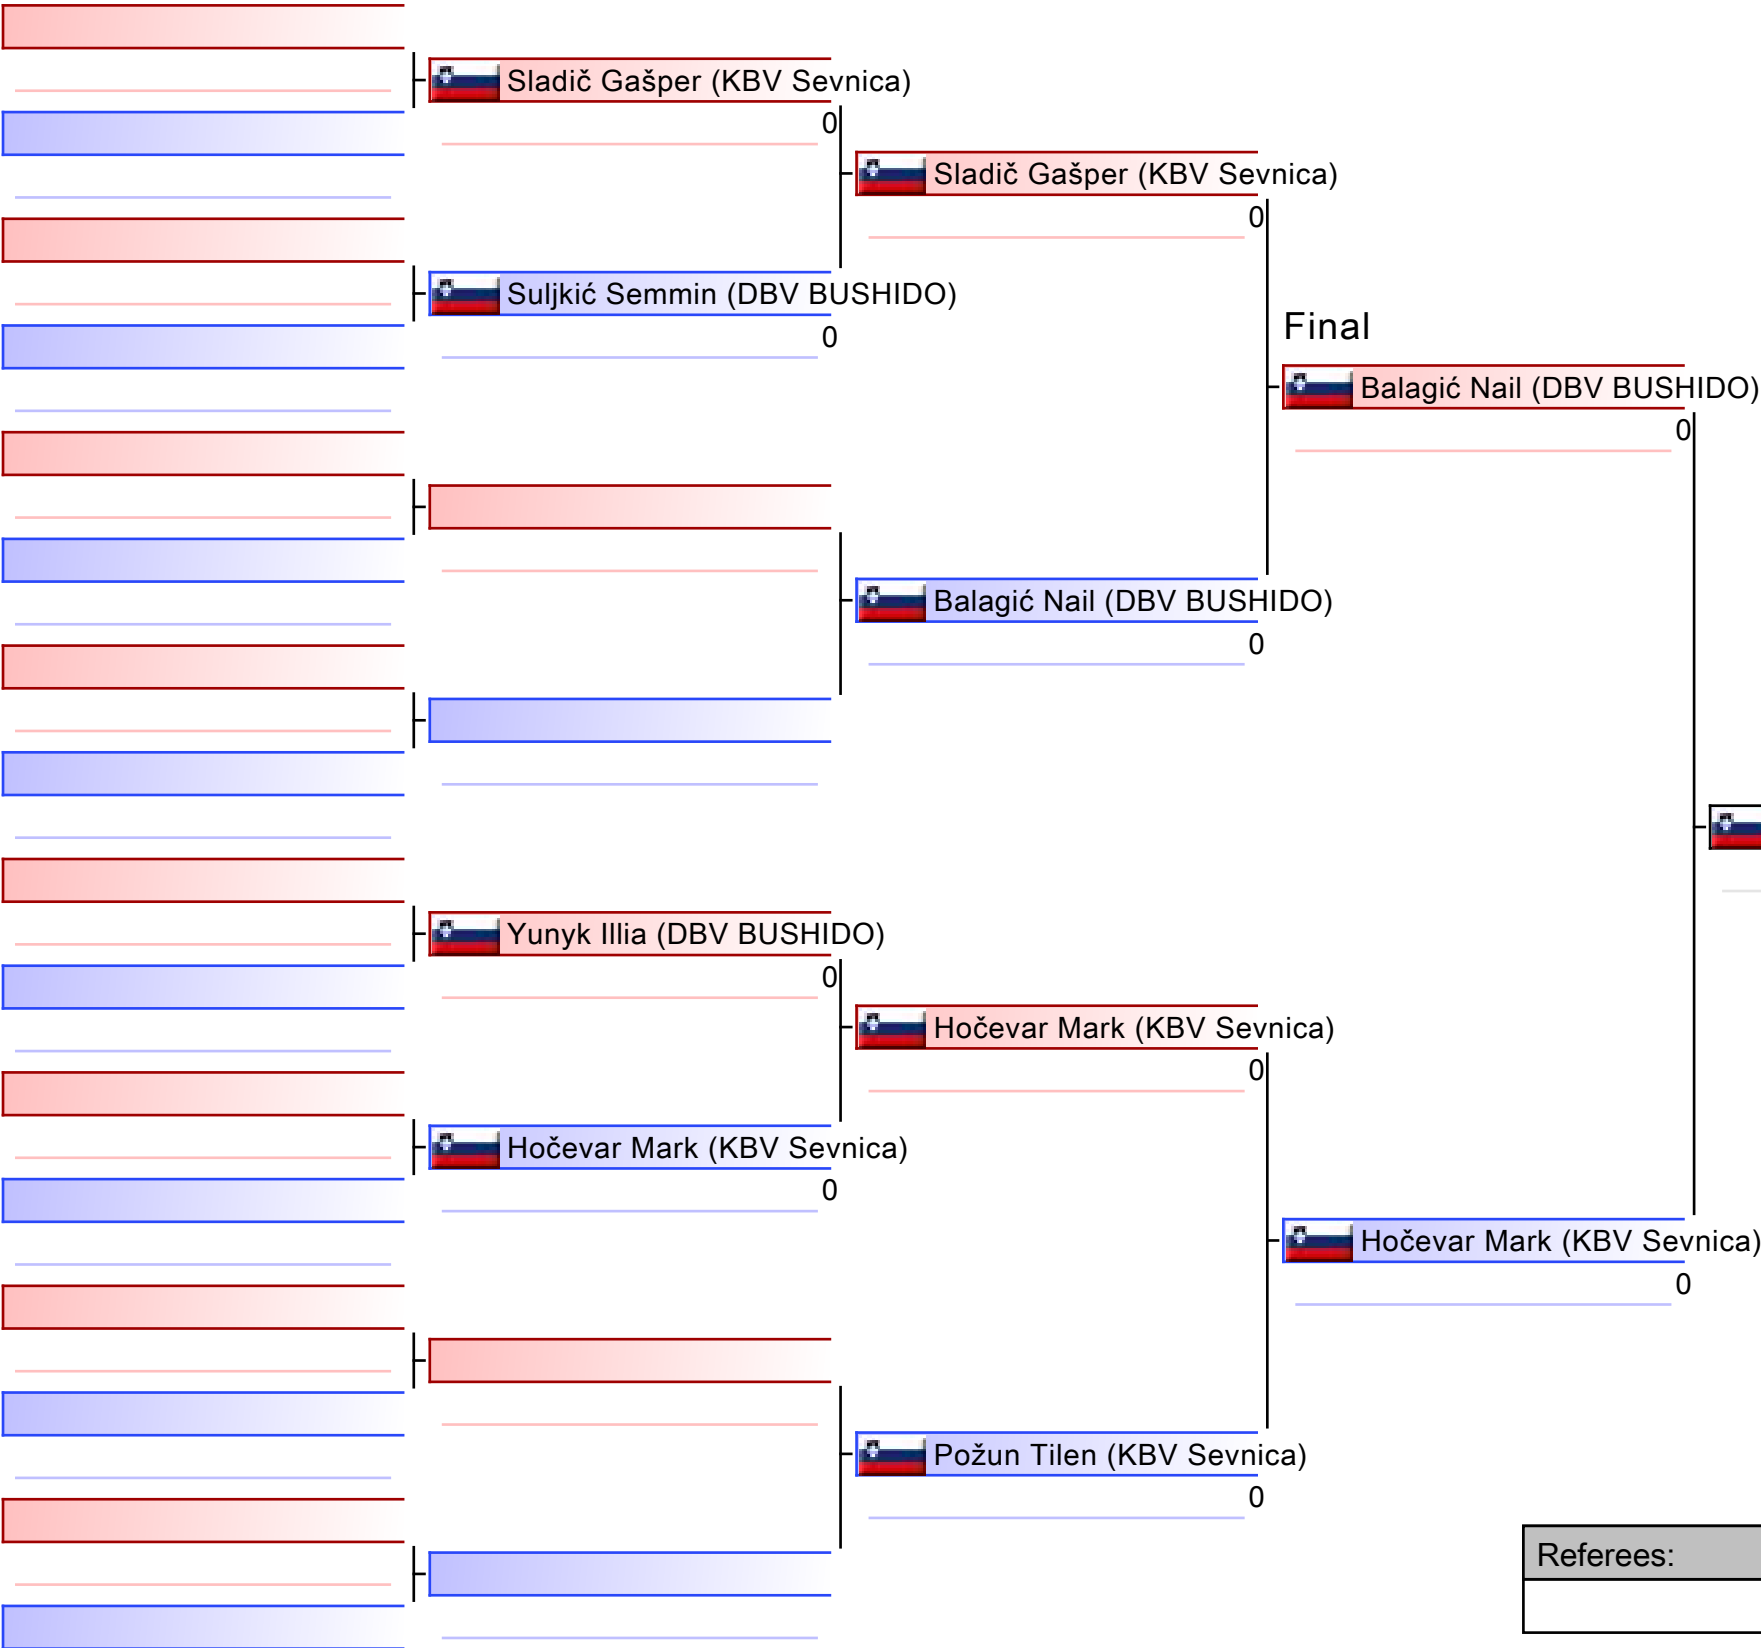 Sladič Gašper (KBV Sevnica)
0
Sladič Gašper (KBV Sevnica)
0
Suljkić Semmin (DBV BUSHIDO)
0
Final
Balagić Nail (DBV BUSHIDO)
0
Balagić Nail (DBV BUSHIDO)
0
Yunyk Illia (DBV BUSHIDO)
0
Hočevar Mark (KBV Sevnica)
0
Hočevar Mark (KBV Sevnica)
0
Hočevar Mark (KBV Sevnica)
0
Požun Tilen (KBV Sevnica)
0
Referees: